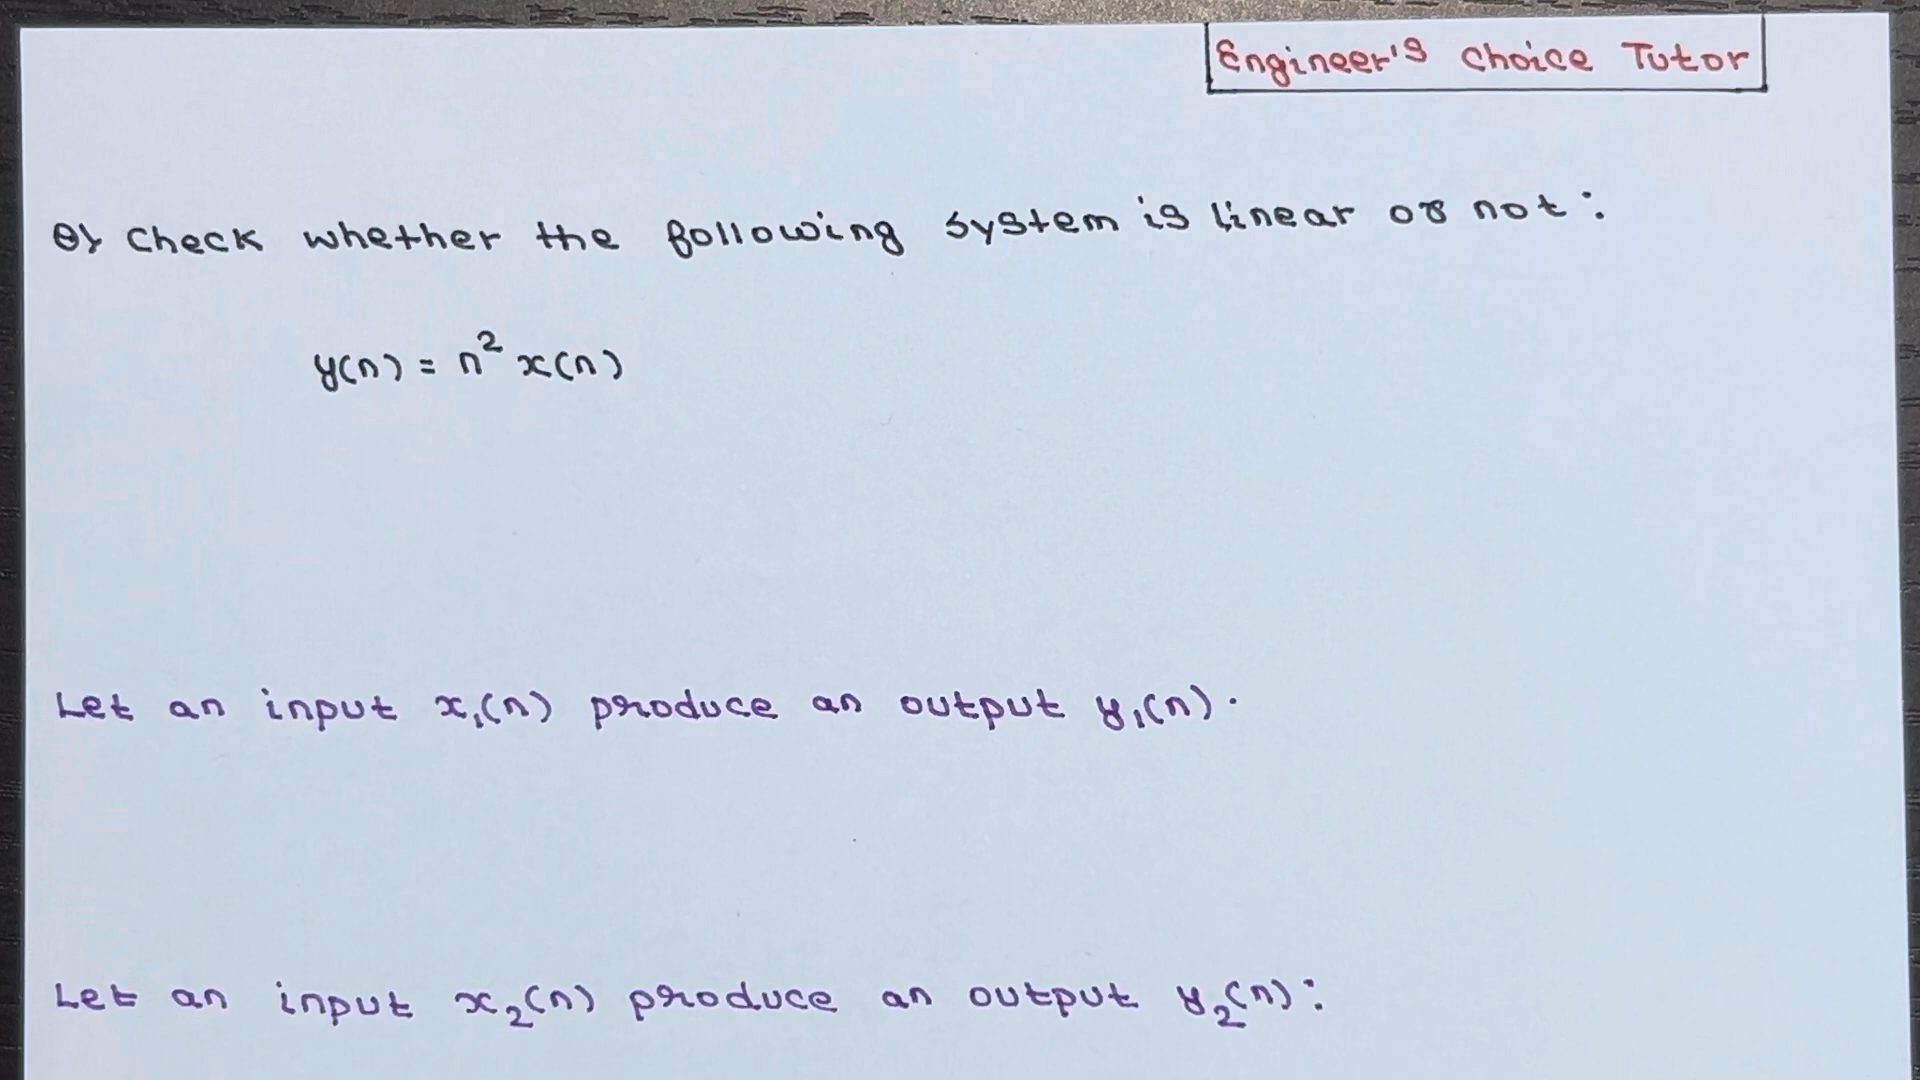 Engineer's Choice Tutor
Q) Check whether the following system is linear or not:
y(n) = n² x(n)
Let an input x₁(n) produce an output y₁(n).
Let an input x₂(n) produce an output y₂(n):